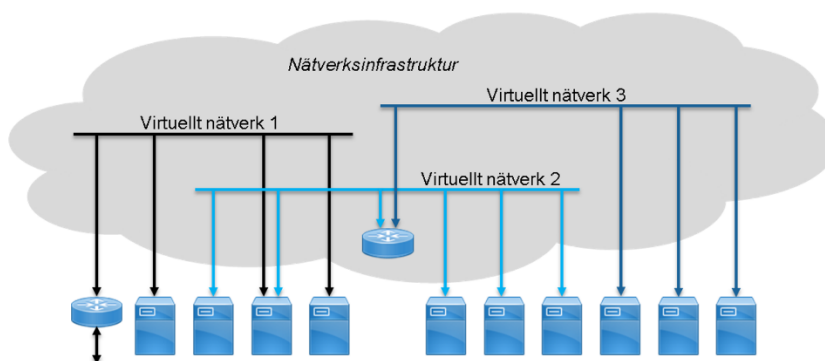 Nätverksinfrastruktur
Virtuellt nätverk 3
Virtuellt nätverk 1
Virtuellt nätverk 2